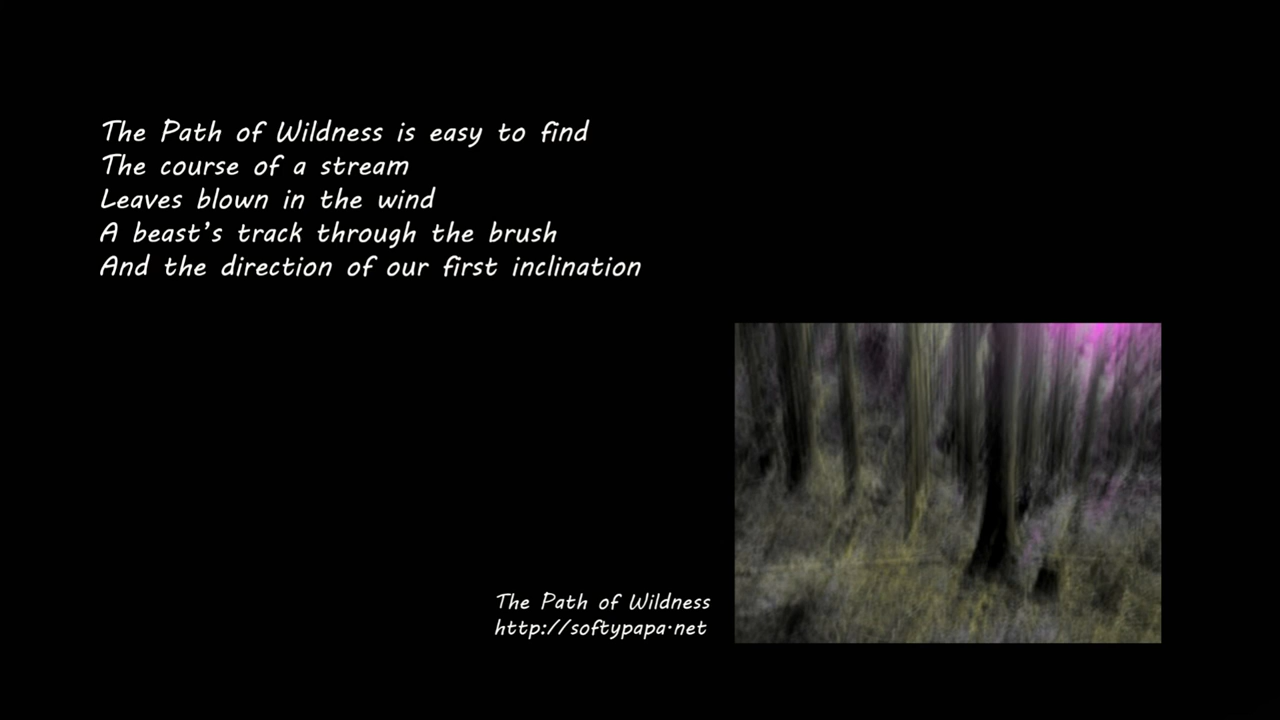 The Path of Wildness is easy to find
The course of a stream
Leaves blown in the wind
A beast’s track through the brush
And the direction of our first inclination
The Path of Wildness
http://softypapa.net